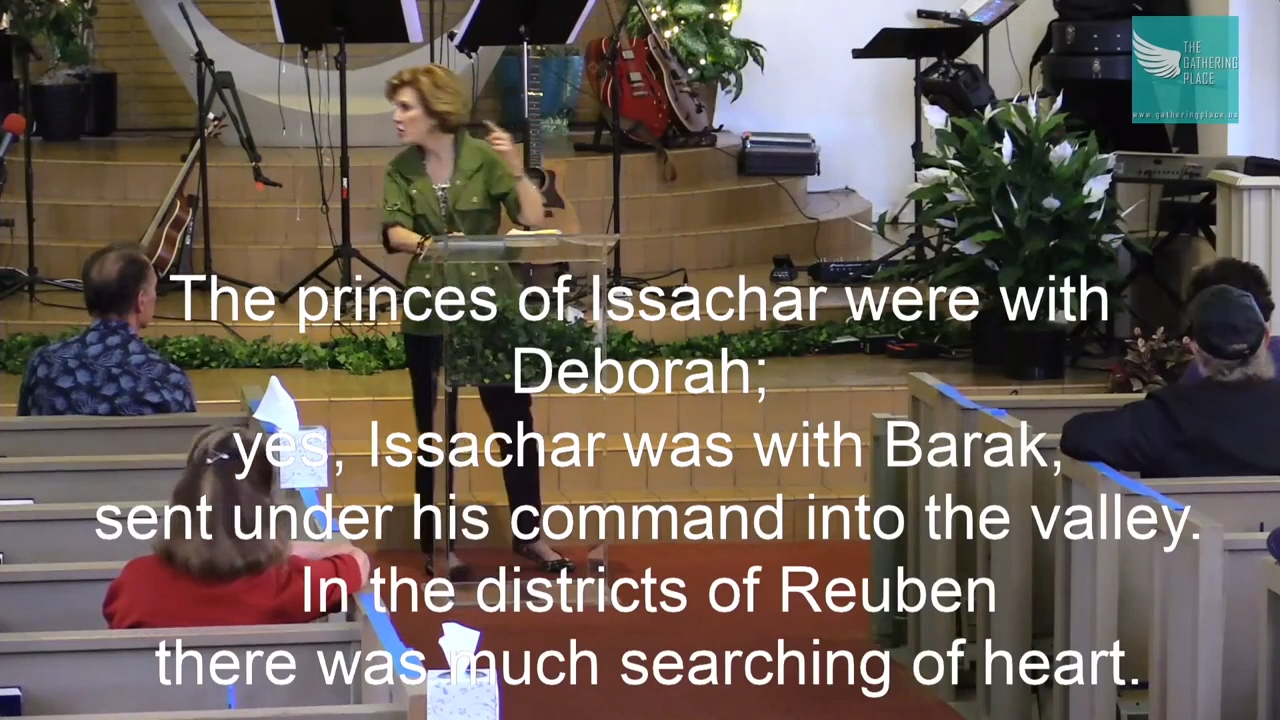 THE
GATHERING
PLACE
www.gatheringplace.us
The princes of Issachar were with
Deborah;
yes, Issachar was with Barak,
sent under his command into the valley.
In the districts of Reuben
there was much searching of heart.